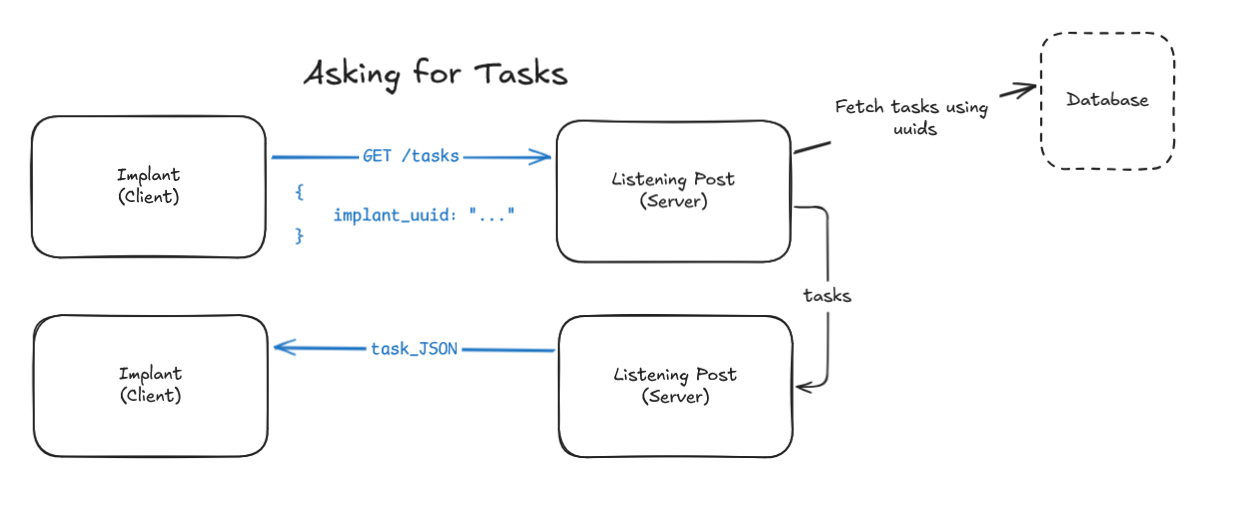 Asking for Tasks
Implant
(Client)
GET /tasks
{
implant_uuid: "..."
}
Listening Post
(Server)
Fetch tasks using
uuids
Database
tasks
Implant
(Client)
task_JSON
Listening Post
(Server)